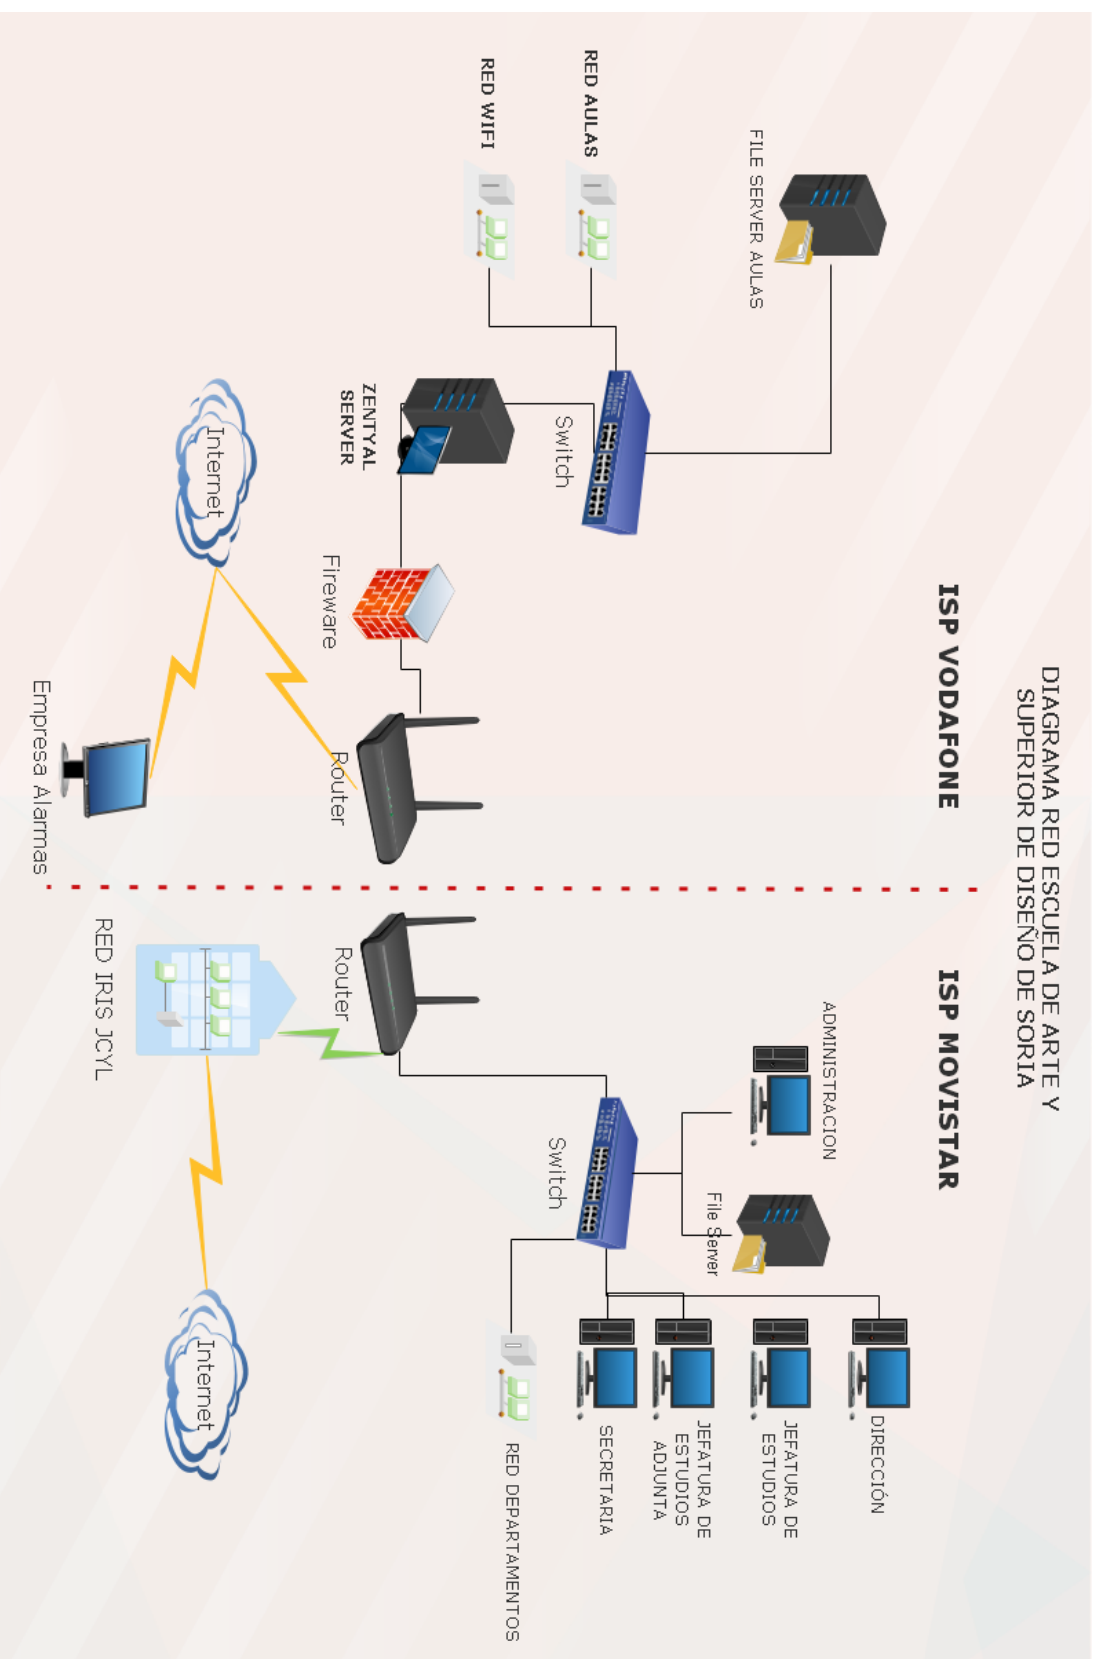 DIAGRAMA RED ESCUELA DE ARTE Y
SUPERIOR DE DISEÑO DE SORIA
ISP VODAFONE
ISP MOVISTAR
FILE SERVER AULAS
RED AULAS
RED WIFI
Switch
ZENTYAL
SERVER
Fireware
Router
Internet
Empresa Alarmas
ADMINISTRACION
File Server
DIRECCIÓN
JEFATURA DE
ESTUDIOS
JEFATURA DE
ESTUDIOS
ADJUNTA
SECRETARIA
RED DEPARTAMENTOS
Switch
Router
RED IRIS JCYL
Internet